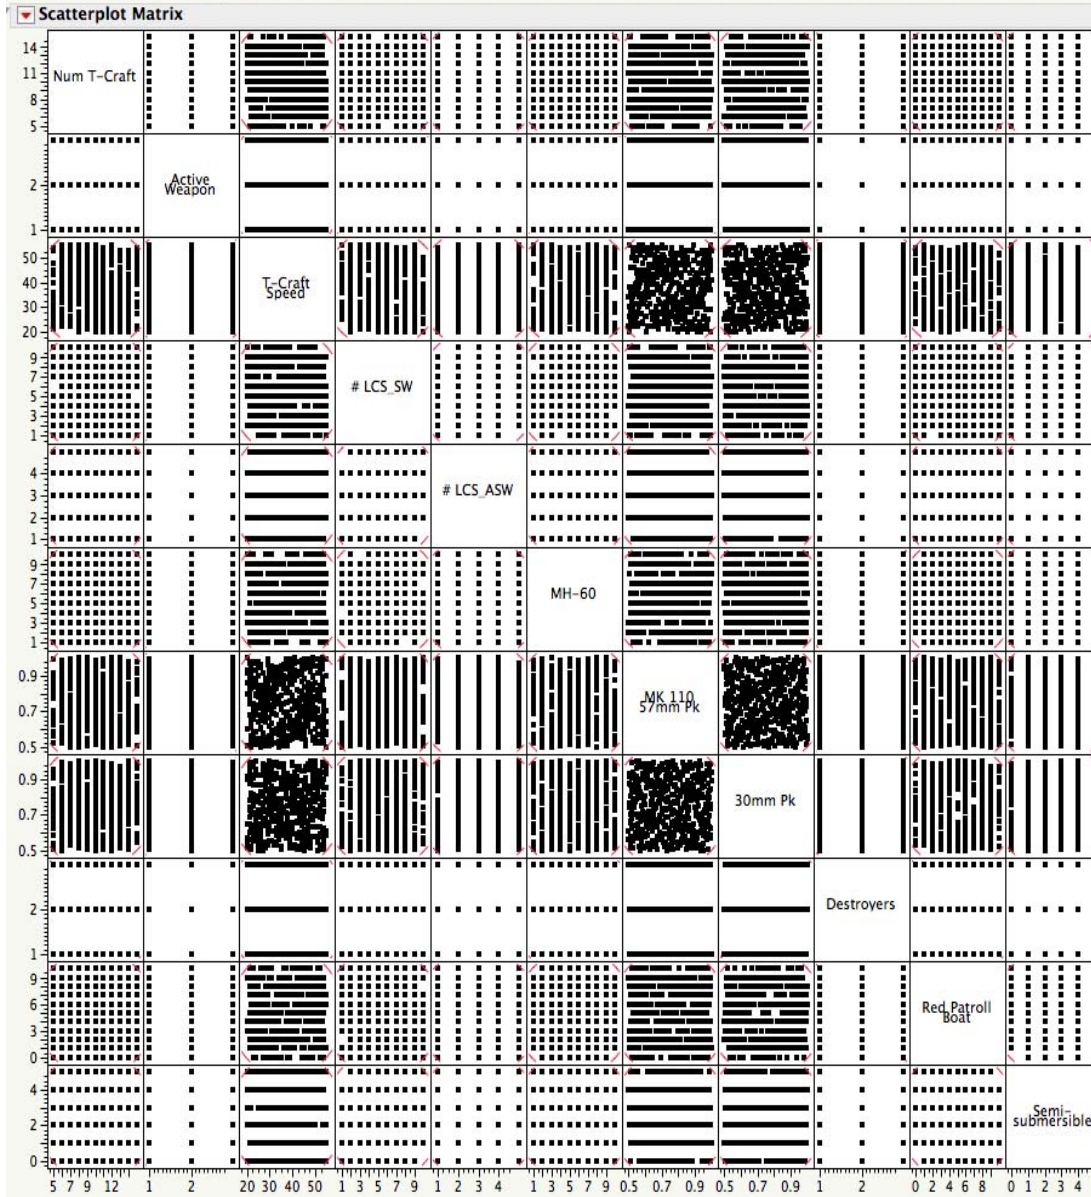 Scatterplot Matrix
14
Num T-Craft
11
8
5
Active
Weapon
2
1
50
T-Craft
Speed
40
30
20
9
7
# LCS_SW
5
3
1
4
# LCS_ASW
3
2
1
9
7
MH-60
5
3
1
0.9
MK 110
57mm Pk
0.7
0.5
0.9
30mm Pk
0.7
0.5
Destroyers
2
1
9
6
Red Patroll
Boat
3
0
4
Semi-
submersible
2
0
5 7 9 12 1 2 20 30 40 50 1 3 5 7 9 1 2 3 4 1 3 5 7 9 0.5 0.7 0.9 0.5 0.7 0.9 1 2 0 2 4 6 8 0 1 2 3 4